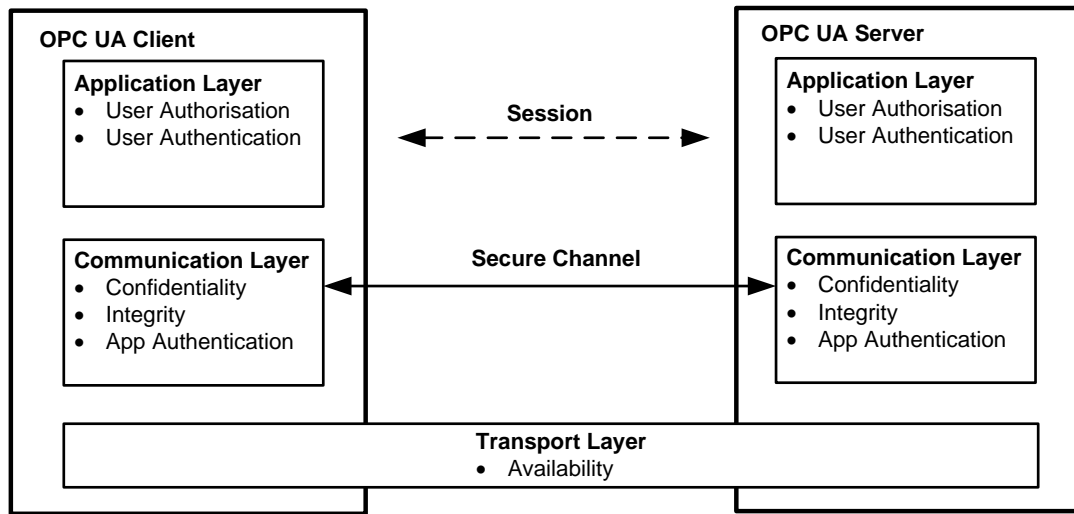 OPC UA Client
Application Layer
• User Authorisation
• User Authentication
Communication Layer
• Confidentiality
• Integrity
• App Authentication
Session
Secure Channel
OPC UA Server
Application Layer
• User Authorisation
• User Authentication
Communication Layer
• Confidentiality
• Integrity
• App Authentication
Transport Layer
• Availability